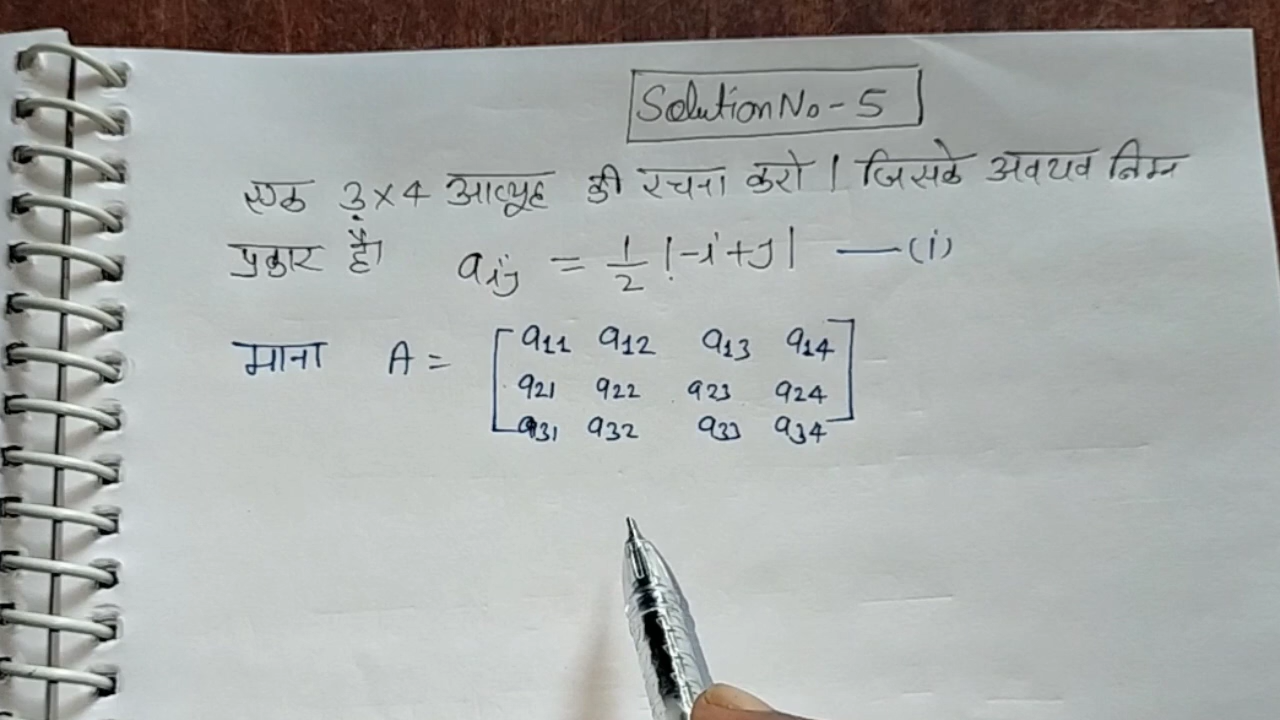 Solution No - 5
एक 3×4 आव्यूह की रचना करो। जिसके अवयव निम्न
प्रकार है। aij = 1/2 |-i+j| —(i)
माना A = [a11 a12 a13 a14
a21 a22 a23 a24
a31 a32 a33 a34]